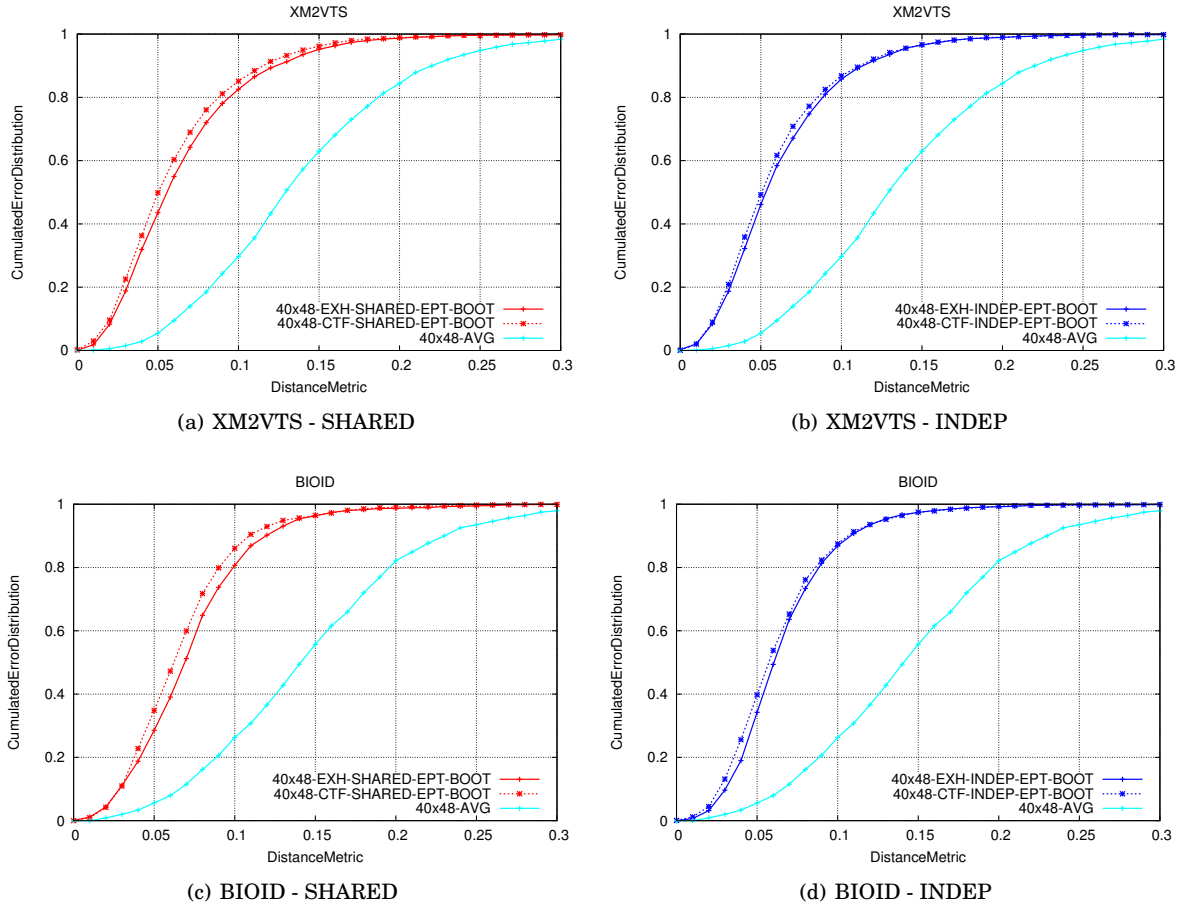 XM2VTS
1
0.8
0.6
0.4
0.2
0
CumulatedErrorDistribution
40x48-EXH-SHARED-EPT-BOOT
40x48-CTF-SHARED-EPT-BOOT
40x48-AVG
0 0.05 0.1 0.15 0.2 0.25 0.3
DistanceMetric
(a) XM2VTS - SHARED
XM2VTS
1
0.8
0.6
0.4
0.2
0
CumulatedErrorDistribution
40x48-EXH-INDEP-EPT-BOOT
40x48-CTF-INDEP-EPT-BOOT
40x48-AVG
0 0.05 0.1 0.15 0.2 0.25 0.3
DistanceMetric
(b) XM2VTS - INDEP
BIOID
1
0.8
0.6
0.4
0.2
0
CumulatedErrorDistribution
40x48-EXH-SHARED-EPT-BOOT
40x48-CTF-SHARED-EPT-BOOT
40x48-AVG
0 0.05 0.1 0.15 0.2 0.25 0.3
DistanceMetric
(c) BIOID - SHARED
BIOID
1
0.8
0.6
0.4
0.2
0
CumulatedErrorDistribution
40x48-EXH-INDEP-EPT-BOOT
40x48-CTF-INDEP-EPT-BOOT
40x48-AVG
0 0.05 0.1 0.15 0.2 0.25 0.3
DistanceMetric
(d) BIOID - INDEP